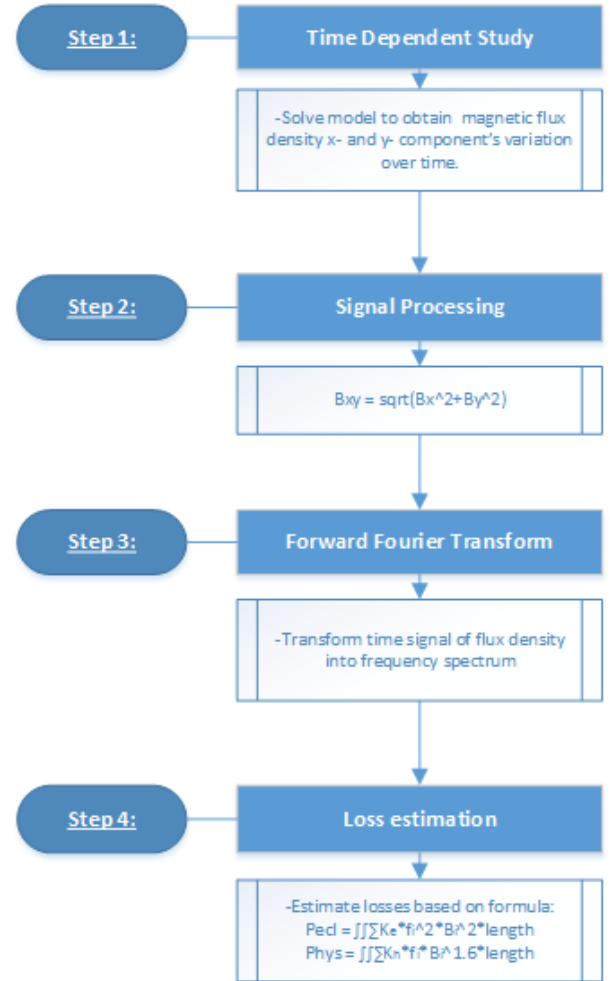 Step 1:
Time Dependent Study
-Solve model to obtain magnetic flux
density x- and y- component's variation
over time.
Step 2:
Signal Processing
Bxy = sqrt(Bx^2+By^2)
Step 3:
Forward Fourier Transform
-Transform time signal of flux density
into frequency spectrum
Step 4:
Loss estimation
-Estimate losses based on formula:
Pecl = ∫∫∑Ke*fi^2*Bi^2*length
Phys = ∫∫∑Kh*fi*Bi^1.6*length